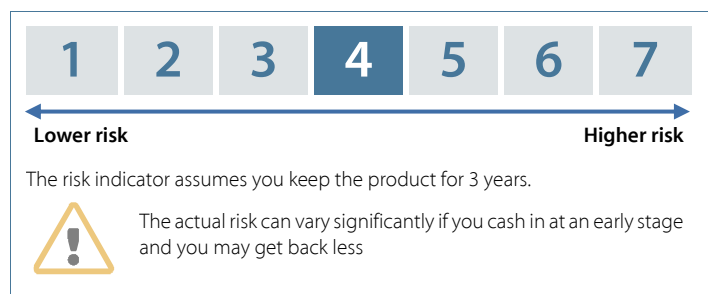 1 2 3 4 5 6 7
Lower risk Higher risk
The risk indicator assumes you keep the product for 3 years.
The actual risk can vary significantly if you cash in at an early stage
and you may get back less